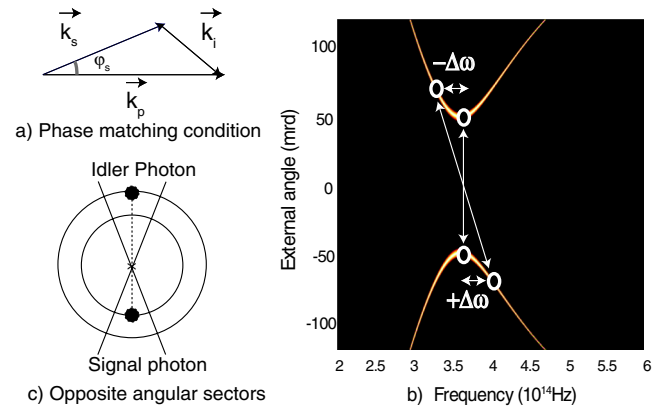 k_s
k_i
φ_s
k_p
a) Phase matching condition
Idler Photon
Signal photon
c) Opposite angular sectors
External angle (mrd)
100
50
0
-50
-100
−Δω
+Δω
2 2.5 3 3.5 4 4.5 5 5.5 6
b) Frequency (10¹⁴Hz)